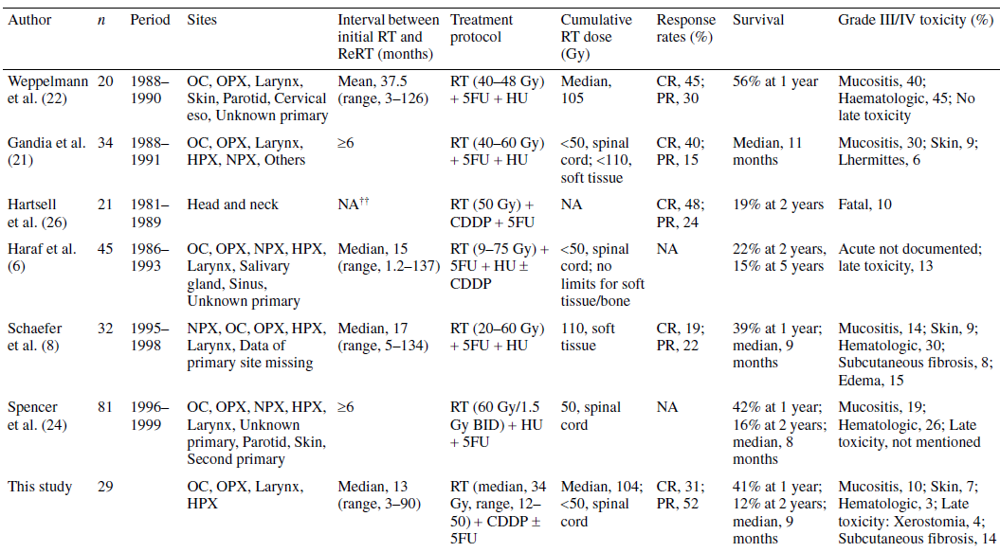 Author n Period Sites Interval between initial RT and ReRT (months) Treatment protocol Cumulative RT dose (Gy) Response rates (%) Survival Grade III/IV toxicity (%)
Weppelmann 20 1988– OC, OPX, Larynx, Mean, 37.5 RT (40–48 Gy) Median, CR, 45; 56% at 1 year Mucositis, 40;
et al. (22) 1990 Skin, Parotid, Cervical (range, 3–126) + 5FU + HU 105 PR, 30 Haematologic, 45; No
eso, Unknown primary late toxicity
Gandia et al. 34 1988– OC, OPX, Larynx, ≥6 RT (40–60 Gy) <50, spinal CR, 40; Median, 11 Mucositis, 30; Skin, 9;
(21) 1991 HPX, NPX, Others + 5FU + HU cord; <110, PR, 15 months Lhermittes, 6
soft tissue
Hartsell 21 1981– Head and neck NA†† RT (50 Gy) + NA CR, 48; 19% at 2 years Fatal, 10
et al. (26) 1989 CDDP + 5FU PR, 24
Haraf et al. 45 1986– OC, OPX, NPX, HPX, Median, 15 RT (9–75 Gy) + <50, spinal NA 22% at 2 years, Acute not documented;
(6) 1993 Larynx, Salivary (range, 1.2–137) 5FU + HU ± cord; no 15% at 5 years late toxicity, 13
gland, Sinus, CDDP limits for soft
Unknown primary tissue/bone
Schaefer 32 1995– NPX, OC, OPX, HPX, Median, 17 RT (20–60 Gy) 110, soft CR, 19; 39% at 1 year; Mucositis, 14; Skin, 9;
et al. (8) 1998 Larynx, Data of (range, 5–134) + 5FU + HU tissue PR, 22 median, 9 Hematologic, 30;
primary site missing months Subcutaneous fibrosis, 8;
Edema, 15
Spencer 81 1996– OC, OPX, NPX, HPX, ≥6 RT (60 Gy/1.5 50, spinal NA 42% at 1 year; Mucositis, 19;
et al. (24) 1999 Larynx, Unknown Gy BID) + HU cord 16% at 2 years; Hematologic, 26; Late
primary, Parotid, Skin, + 5FU median, 8 toxicity, not mentioned
Second primary months
This study 29 OC, OPX, Larynx, Median, 13 RT (median, 34 Median, 104; CR, 31; 41% at 1 year; Mucositis, 10; Skin, 7;
HPX (range, 3–90) Gy, range, 12– <50, spinal PR, 52 12% at 2 years; Hematologic, 3; Late
50) + CDDP ± cord median, 9 toxicity: Xerostomia, 4;
5FU months Subcutaneous fibrosis, 14